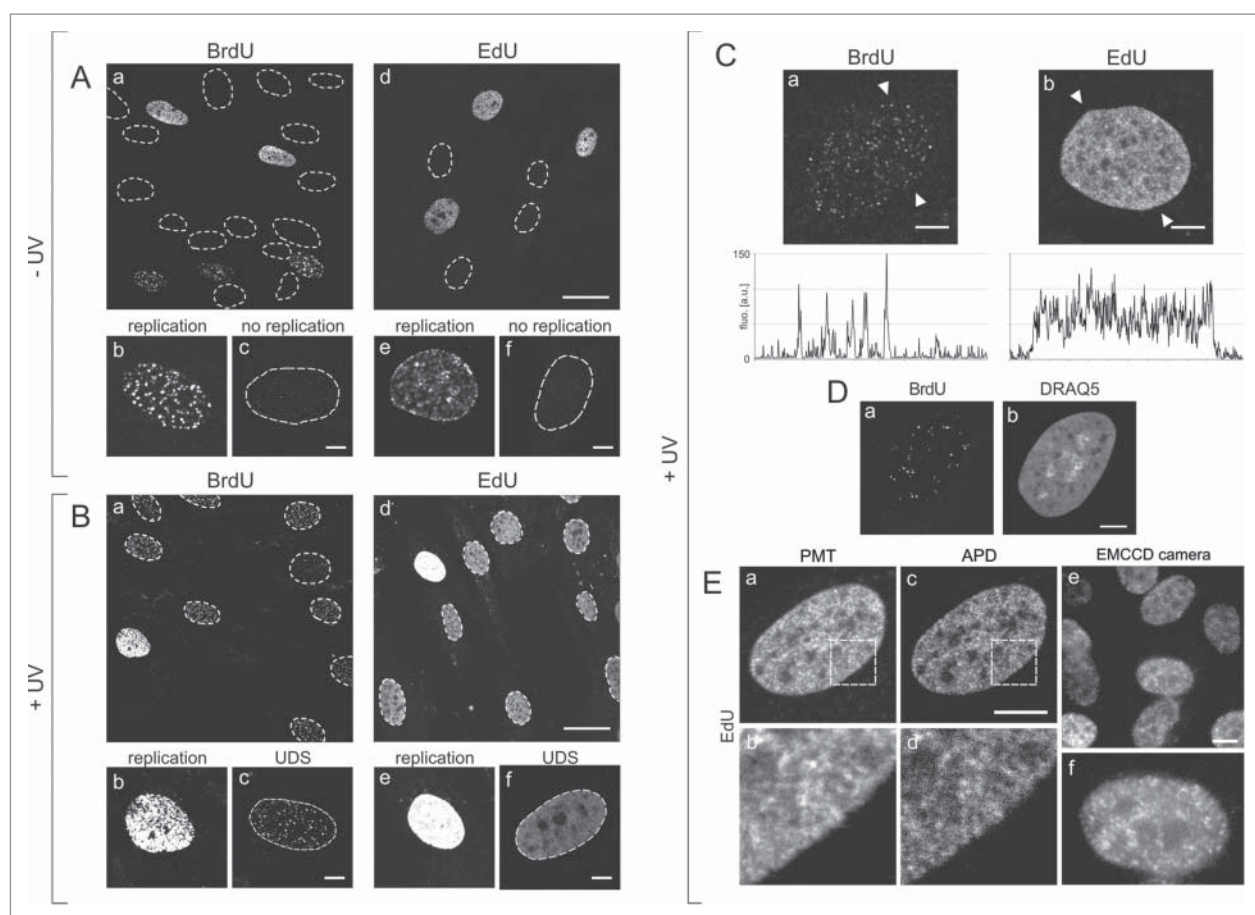 - UV
A
BrdU
EdU
a
d
replication
no replication
replication
no replication
b
c
e
f
+ UV
B
BrdU
EdU
a
d
replication
UDS
replication
UDS
b
c
e
f
+ UV
C
BrdU
EdU
a
b
150
fluo. [a.u.]
0
D
BrdU
DRAQ5
a
b
E
PMT
APD
EMCCD camera
EdU
a
c
e
b
d
f